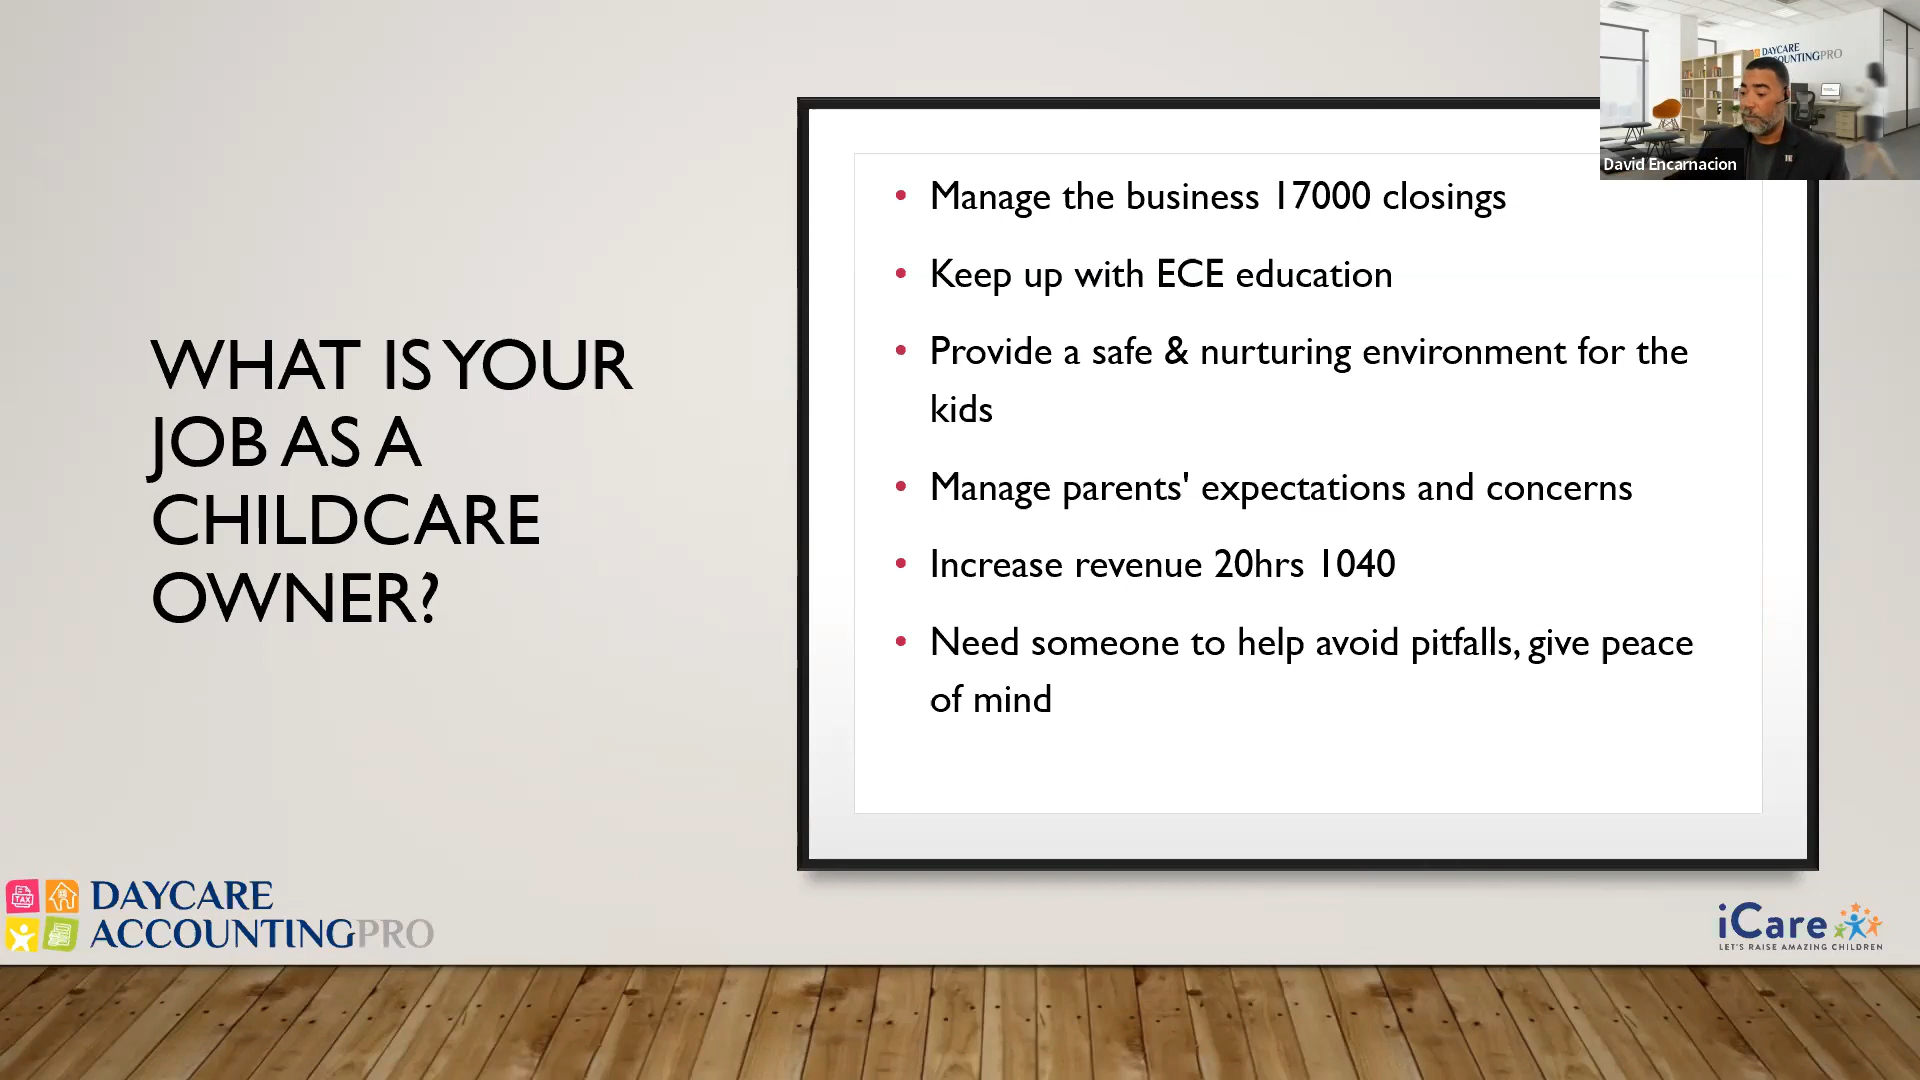 DAYCARE
ACCOUNTINGPRO
David Encarnacion
WHAT IS YOUR
JOB AS A
CHILDCARE
OWNER?
• Manage the business 17000 closings
• Keep up with ECE education
• Provide a safe & nurturing environment for the
kids
• Manage parents' expectations and concerns
• Increase revenue 20hrs 1040
• Need someone to help avoid pitfalls, give peace
of mind
TAX
DAYCARE
ACCOUNTINGPRO
iCare
LET'S RAISE AMAZING CHILDREN